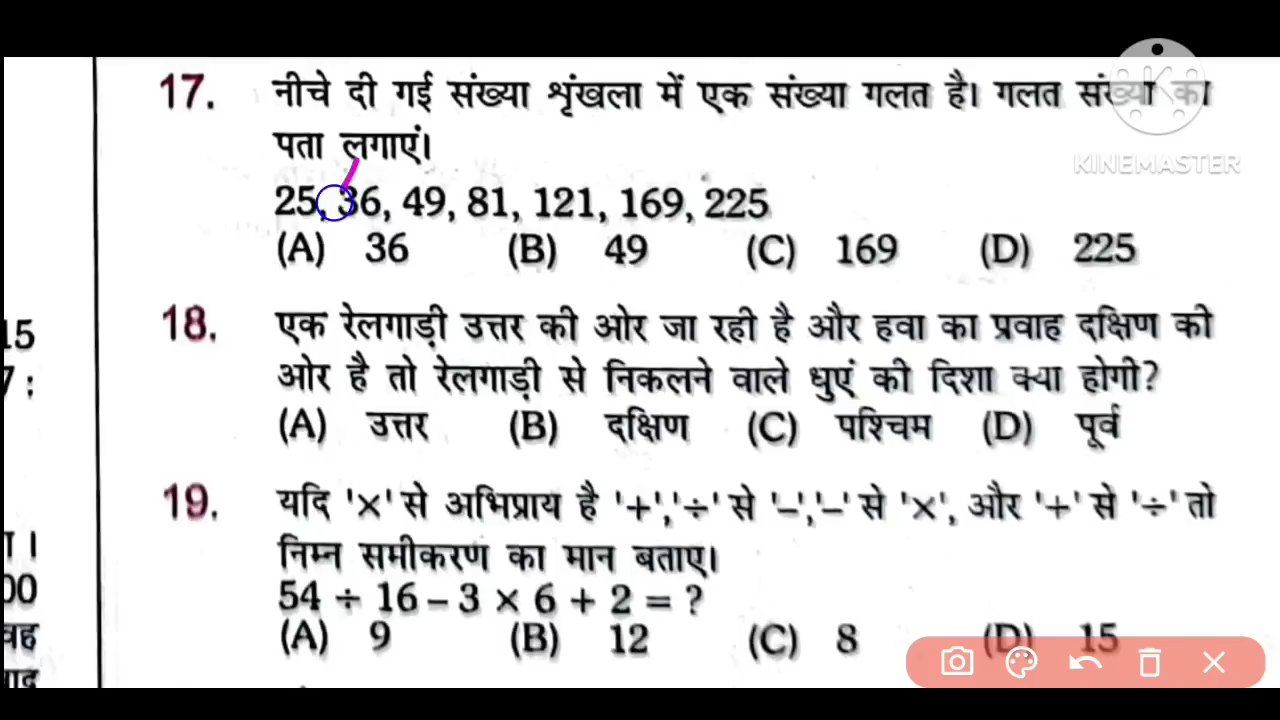 KINEMASTER
17. नीचे दी गई संख्या शृंखला में एक संख्या गलत है। गलत संख्या का
पता लगाएं।
25, 36, 49, 81, 121, 169, 225
(A) 36 (B) 49 (C) 169 (D) 225
18. एक रेलगाड़ी उत्तर की ओर जा रही है और हवा का प्रवाह दक्षिण की
ओर है तो रेलगाड़ी से निकलने वाले धुएं की दिशा क्या होगी?
(A) उत्तर (B) दक्षिण (C) पश्चिम (D) पूर्व
19. यदि '×' से अभिप्राय है '+','÷' से '–','–' से '×', और '+' से '÷' तो
निम्न समीकरण का मान बताए।
54 ÷ 16 – 3 × 6 + 2 = ?
(A) 9 (B) 12 (C) 8 (D) 15
15
7 :
। 
00
वह